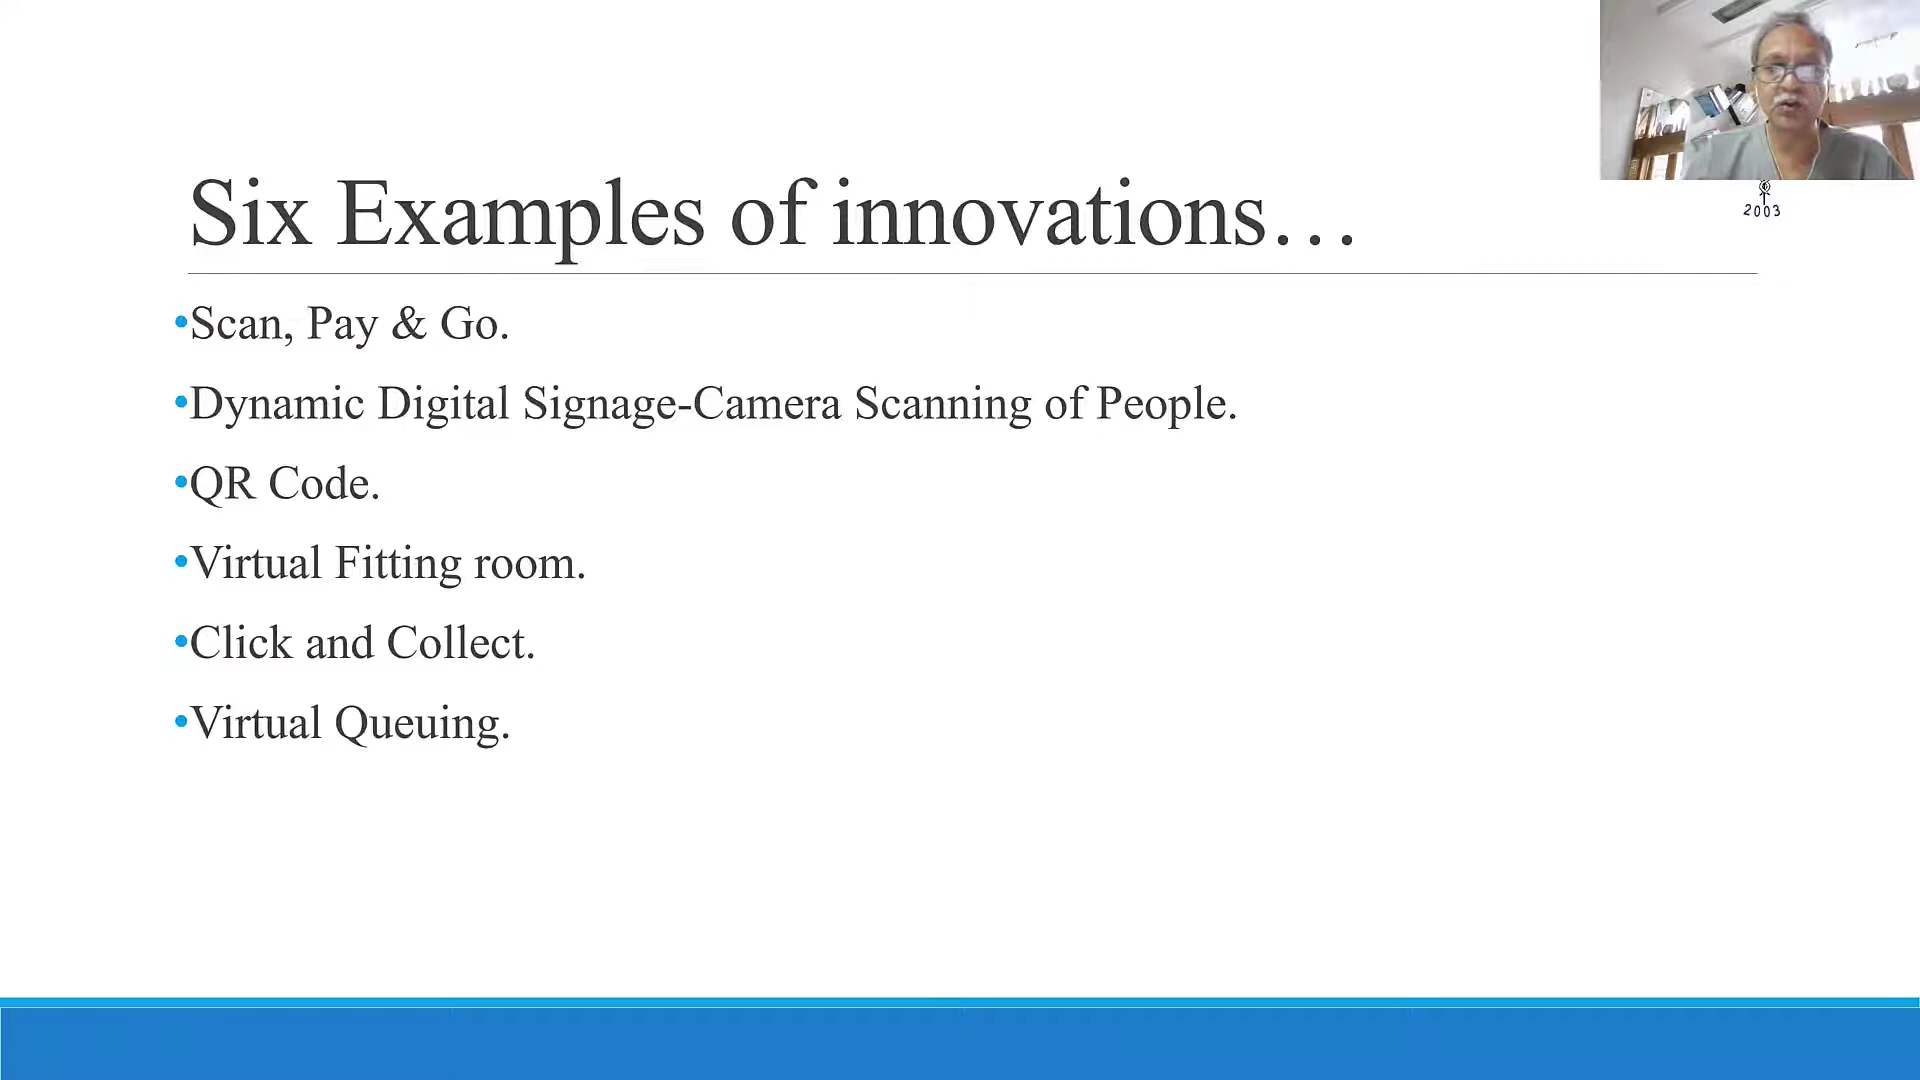 Six Examples of innovations…
2003
•Scan, Pay & Go.
•Dynamic Digital Signage-Camera Scanning of People.
•QR Code.
•Virtual Fitting room.
•Click and Collect.
•Virtual Queuing.